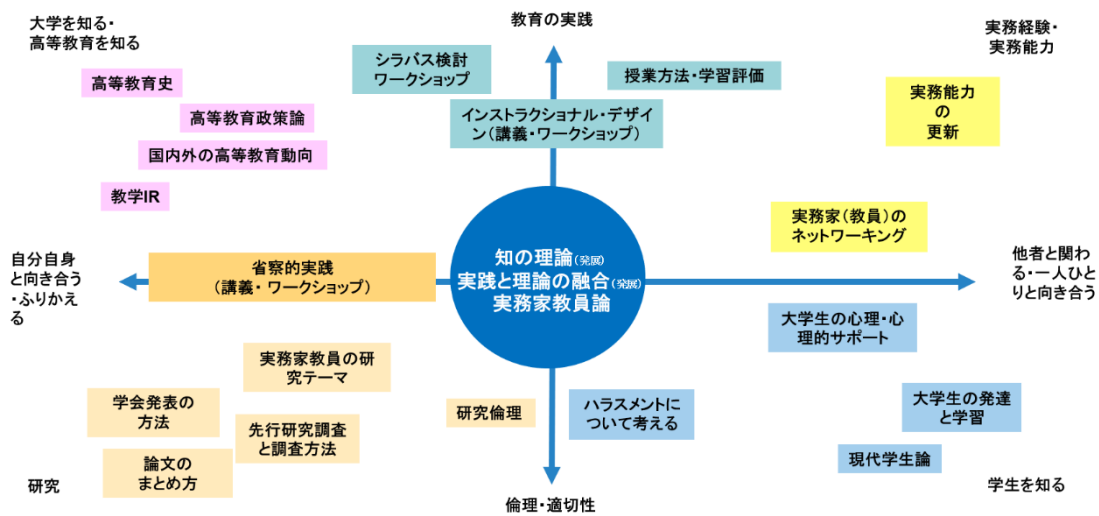 大学を知る・
高等教育を知る
教育の実践
実務経験・
実務能力
シラバス検討
ワークショップ
授業方法・学習評価
高等教育史
インストラクショナル・デザイ
ン（講義・ワークショップ）
実務能力
の
更新
高等教育政策論
国内外の高等教育動向
教学IR
実務家（教員）の
ネットワーキング
自分自身
と向き合う
・ふりかえ
る
省察的実践
（講義・ワークショップ）
知の理論（発展）
実践と理論の融合（発展）
実務家教員論
他者と関わ
る・一人ひと
りと向き合う
大学生の心理・心
理的サポート
実務家教員の研
究テーマ
学会発表の
方法
先行研究調査
と調査方法
研究倫理
ハラスメントに
ついて考える
大学生の発達
と学習
論文の
まとめ方
現代学生論
研究
倫理・適切性
学生を知る